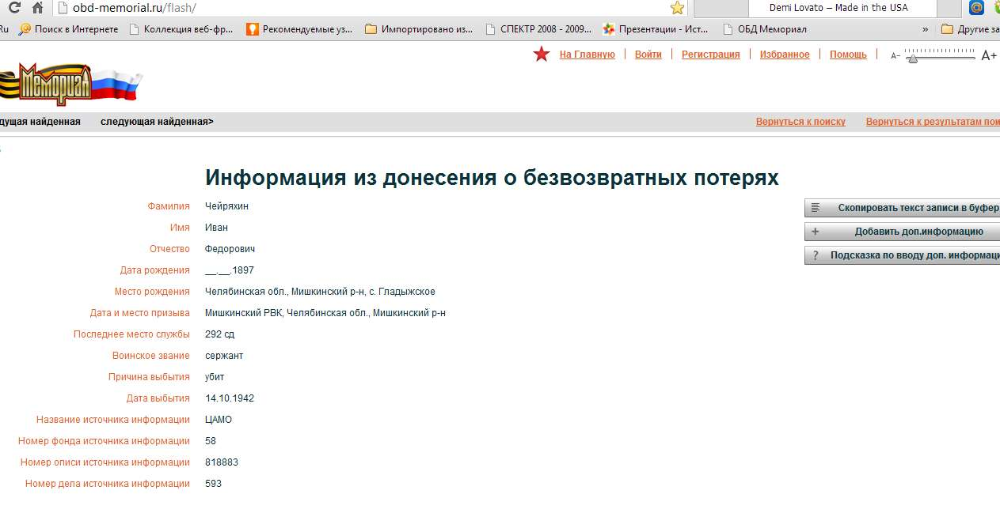 obd-memorial.ru/flash/
Demi Lovato – Made in the USA
Ru Поиск в Интернете Коллекция веб-фр... Рекомендуемые уз... Импортировано из... СПЕКТР 2008 - 2009... Презентации - Ист... ОБД Мемориал » Другие за
На Главную Войти Регистрация Избранное Помощь A- A+
Мемориал
дущая найденная следующая найденная> Вернуться к поиску Вернуться к результатам пои
Информация из донесения о безвозвратных потерях
Фамилия Чейряхин
Имя Иван
Отчество Федорович
Дата рождения __.__.1897
Место рождения Челябинская обл., Мишкинский р-н, с. Гладыжское
Дата и место призыва Мишкинский РВК, Челябинская обл., Мишкинский р-н
Последнее место службы 292 сд
Воинское звание сержант
Причина выбытия убит
Дата выбытия 14.10.1942
Название источника информации ЦАМО
Номер фонда источника информации 58
Номер описи источника информации 818883
Номер дела источника информации 593
Скопировать текст записи в буфер
+ Добавить доп.информацию
? Подсказка по вводу доп. информаци